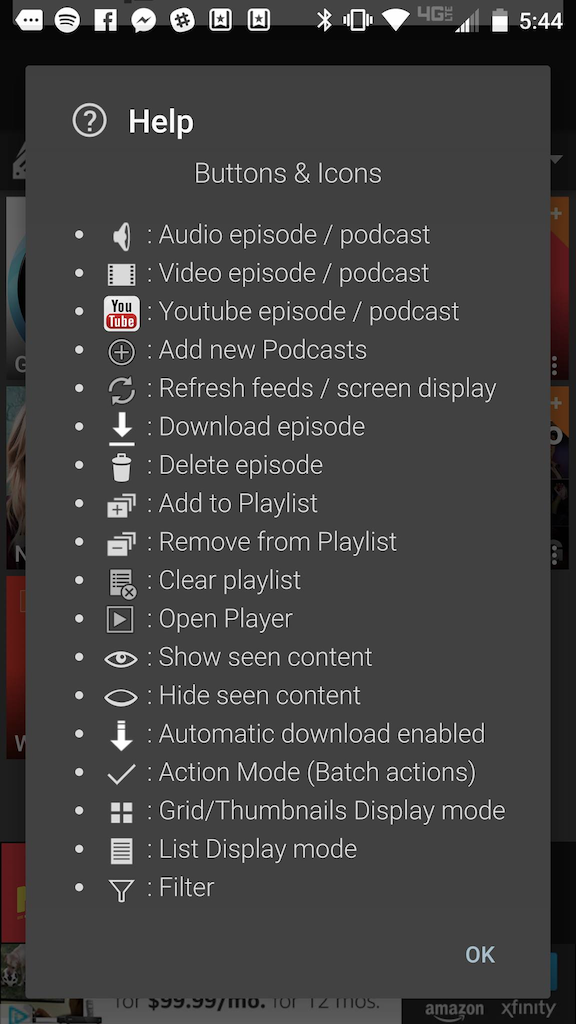 4G LTE 5:44
Help
Buttons & Icons
: Audio episode / podcast
: Video episode / podcast
You Tube : Youtube episode / podcast
: Add new Podcasts
: Refresh feeds / screen display
: Download episode
: Delete episode
: Add to Playlist
: Remove from Playlist
: Clear playlist
: Open Player
: Show seen content
: Hide seen content
: Automatic download enabled
: Action Mode (Batch actions)
: Grid/Thumbnails Display mode
: List Display mode
: Filter
OK
for $99.99/mo. for 12 mos.
amazon xfinity